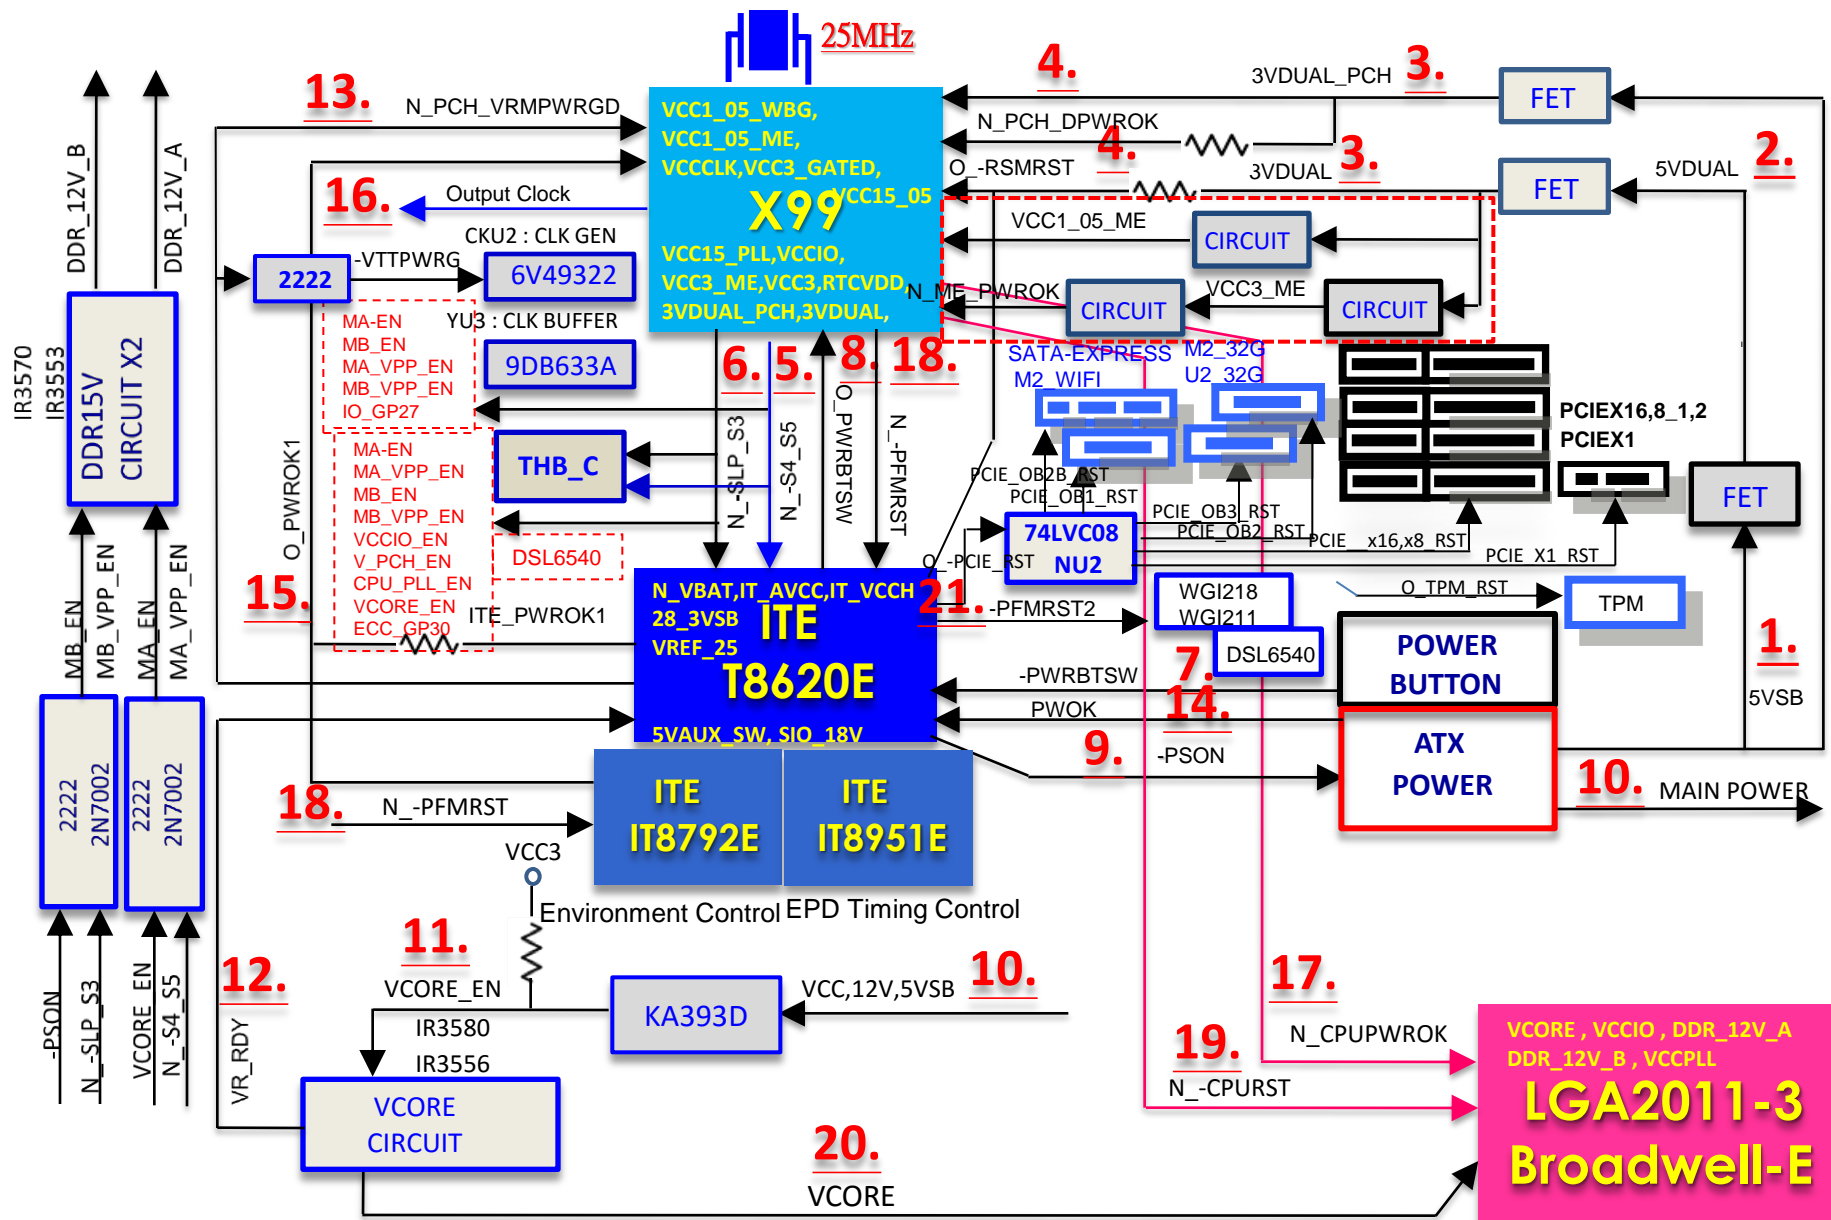 25MHz
4.
3VDUAL_PCH
3.
FET
13.
N_PCH_VRMPWRGD
VCC1_05_WBG,
VCC1_05_ME,
VCCCLK,VCC3_GATED,
VCC15_05
X99
VCC15_PLL,VCCIO,
VCC3_ME,VCC3,RTCVDD,
3VDUAL_PCH,3VDUAL,
N_PCH_DPWROK
4.
O_-RSMRST
3VDUAL
3.
FET
5VDUAL
2.
DDR_12V_B
DDR_12V_A
16.
Output Clock
VCC1_05_ME
CIRCUIT
CKU2 : CLK GEN
-VTTPWRG
2222
6V49322
N_ME_PWROK
CIRCUIT
VCC3_ME
CIRCUIT
MA-EN
MB_EN
MA_VPP_EN
MB_VPP_EN
IO_GP27
YU3 : CLK BUFFER
9DB633A
IR3570
IR3553
DDR15V
CIRCUIT X2
6.
5.
8.
18.
SATA-EXPRESS
M2_WIFI
M2_32G
U2_32G
PCIEX16,8_1,2
PCIEX1
O_PWROK1
MA-EN
MA_VPP_EN
MB_EN
MB_VPP_EN
VCCIO_EN
V_PCH_EN
CPU_PLL_EN
VCORE_EN
ECC_GP30
THB_C
DSL6540
N_-SLP_S3
N_-S4_S5
O_PWRBTSW
N_-PFMRST
PCIE_OB2B_RST
PCIE_OB1_RST
PCIE_OB3_RST
PCIE_OB2_RST
PCIE__x16,x8_RST
PCIE_X1_RST
FET
O_-PCIE_RST
74LVC08
NU2
MB_EN
MB_VPP_EN
MA_EN
MA_VPP_EN
15.
ITE_PWROK1
N_VBAT,IT_AVCC,IT_VCCH
28_3VSB
VREF_25
ITE
T8620E
5VAUX_SW, SIO_18V
21.
-PFMRST2
WGI218
WGI211
DSL6540
O_TPM_RST
TPM
7.
-PWRBTSW
POWER
BUTTON
1.
5VSB
PWOK
14.
ATX
POWER
9.
-PSON
10.
MAIN POWER
2222
2N7002
2222
2N7002
18.
N_-PFMRST
ITE
IT8792E
ITE
IT8951E
VCC3
Environment Control
EPD Timing Control
11.
VCORE_EN
KA393D
VCC,12V,5VSB
10.
12.
VR_RDY
-PSON
N_-SLP_S3
VCORE_EN
N_-S4_S5
IR3580
IR3556
VCORE
CIRCUIT
17.
N_CPUPWROK
19.
N_-CPURST
VCORE , VCCIO , DDR_12V_A
DDR_12V_B , VCCPLL
LGA2011-3
Broadwell-E
20.
VCORE